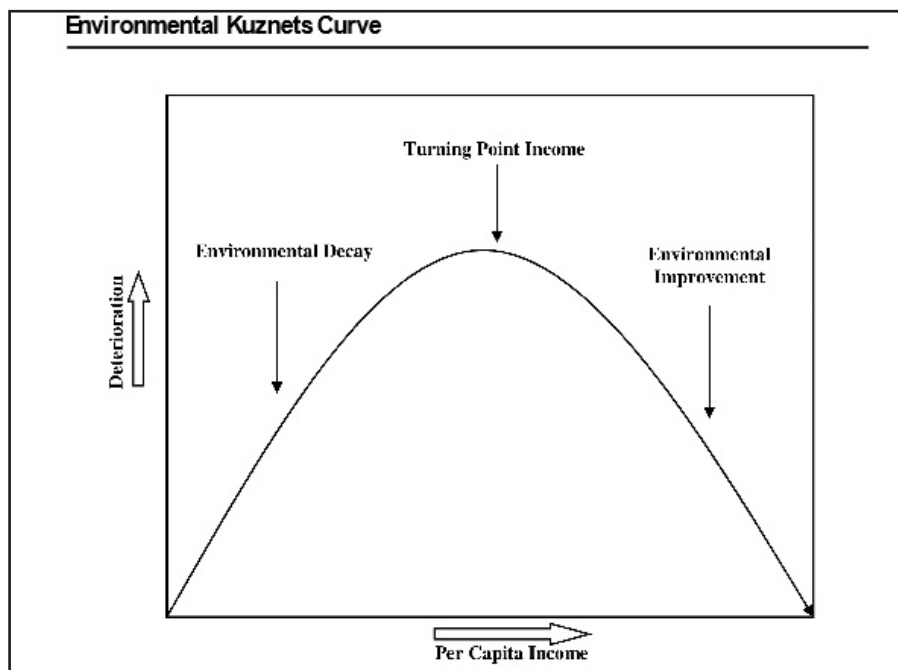 Environmental Kuznets Curve
Turning Point Income
Environmental Decay
Environmental
Improvement
Deterioration
Per Capita Income